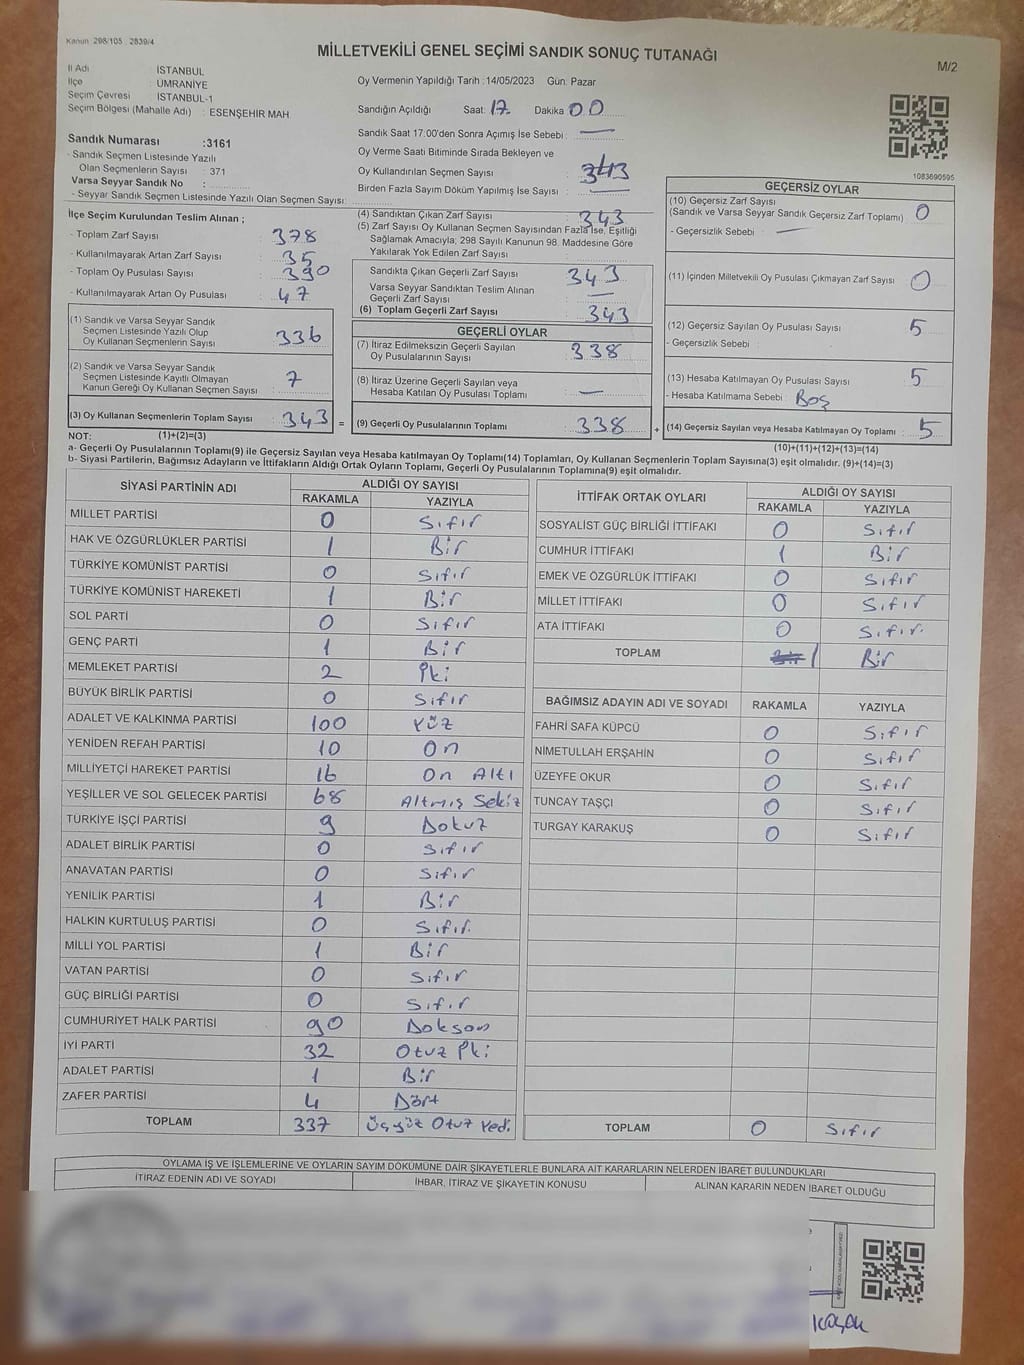 Kanun 298/105 : 2839/4
MİLLETVEKİLİ GENEL SEÇİMİ SANDIK SONUÇ TUTANAĞI
M/2
İl Adı : İSTANBUL
İlçe : ÜMRANİYE
Seçim Çevresi : İSTANBUL-1
Seçim Bölgesi (Mahalle Adı) : ESENŞEHİR MAH.
Oy Vermenin Yapıldığı Tarih : 14/05/2023 Gün: Pazar
Sandığın Açıldığı Saat: 17 Dakika 00
Sandık Saat 17.00'den Sonra Açımış İse Sebebi : —
Oy Verme Saati Bitiminde Sırada Bekleyen ve
Oy Kullandırılan Seçmen Sayısı :
Birden Fazla Sayım Döküm Yapılmış İse Sayısı : —
Sandık Numarası :3161
- Sandık Seçmen Listesinde Yazılı
Olan Seçmenlerin Sayısı : 371
Varsa Seyyar Sandık No :
- Seyyar Sandık Seçmen Listesinde Yazılı Olan Seçmen Sayısı:
1083690595
İlçe Seçim Kurulundan Teslim Alınan ;
- Toplam Zarf Sayısı : 378
- Kullanılmayarak Artan Zarf Sayısı : 35
- Toplam Oy Pusulası Sayısı : 390
- Kullanılmayarak Artan Oy Pusulası : 47
(1) Sandık ve Varsa Seyyar Sandık
Seçmen Listesinde Yazılı Olup
Oy Kullanan Seçmenlerin Sayısı : 336
(2) Sandık ve Varsa Seyyar Sandık
Seçmen Listesinde Kayıtlı Olmayan
Kanun Gereği Oy Kullanan Seçmen Sayısı : 7
(3) Oy Kullanan Seçmenlerin Toplam Sayısı : 343 =
(4) Sandıktan Çıkan Zarf Sayısı : 343
(5) Zarf Sayısı Oy Kullanan Seçmen Sayısından Fazla İse, Eşitliği
Sağlamak Amacıyla; 298 Sayılı Kanunun 98. Maddesine Göre
Yakılarak Yok Edilen Zarf Sayısı :
Sandıkta Çıkan Geçerli Zarf Sayısı : 343
Varsa Seyyar Sandıktan Teslim Alınan
Geçerli Zarf Sayısı : —
(6) Toplam Geçerli Zarf Sayısı : 343
GEÇERLİ OYLAR
(7) İtiraz Edilmeksizin Geçerli Sayılan
Oy Pusulalarının Sayısı : 338
(8) İtiraz Üzerine Geçerli Sayılan veya
Hesaba Katılan Oy Pusulası Toplamı : —
(9) Geçerli Oy Pusulalarının Toplamı : 338 +
GEÇERSİZ OYLAR
(10) Geçersiz Zarf Sayısı
(Sandık ve Varsa Seyyar Sandık Geçersiz Zarf Toplamı) : 0
- Geçersizlik Sebebi : —
(11) İçinden Milletvekili Oy Pusulası Çıkmayan Zarf Sayısı : 0
(12) Geçersiz Sayılan Oy Pusulası Sayısı : 5
- Geçersizlik Sebebi :
(13) Hesaba Katılmayan Oy Pusulası Sayısı : 5
- Hesaba Katılmama Sebebi : Boş
(14) Geçersiz Sayılan veya Hesaba Katılmayan Oy Toplamı : 5
NOT: (1)+(2)=(3) (10)+(11)+(12)+(13)=(14)
a- Geçerli Oy Pusulalarının Toplamı(9) ile Geçersiz Sayılan veya Hesaba Katılmayan Oy Toplamı(14) Toplamları, Oy Kullanan Seçmenlerin Toplam Sayısına(3) eşit olmalıdır. (9)+(14)=(3)
b- Siyasi Partilerin, Bağımsız Adayların ve İttifakların Aldığı Ortak Oyların Toplamı, Geçerli Oy Pusulalarının Toplamına(9) eşit olmalıdır.
SİYASİ PARTİNİN ADI ALDIĞI OY SAYISI
RAKAMLA YAZIYLA
MİLLET PARTİSİ 0 Sıfır
HAK VE ÖZGÜRLÜKLER PARTİSİ 1 Bir
TÜRKİYE KOMÜNİST PARTİSİ 0 Sıfır
TÜRKİYE KOMÜNİST HAREKETİ 1 Bir
SOL PARTİ 0 Sıfır
GENÇ PARTİ 1 Bir
MEMLEKET PARTİSİ 2 İki
BÜYÜK BİRLİK PARTİSİ 0 Sıfır
ADALET VE KALKINMA PARTİSİ 100 Yüz
YENİDEN REFAH PARTİSİ 10 On
MİLLİYETÇİ HAREKET PARTİSİ 16 On Altı
YEŞİLLER VE SOL GELECEK PARTİSİ 68 Altmış Sekiz
TÜRKİYE İŞÇİ PARTİSİ 9 Dokuz
ADALET BİRLİK PARTİSİ 0 Sıfır
ANAVATAN PARTİSİ 0 Sıfır
YENİLİK PARTİSİ 1 Bir
HALKIN KURTULUŞ PARTİSİ 0 Sıfır.
MİLLİ YOL PARTİSİ 1 Bir
VATAN PARTİSİ 0 Sıfır
GÜÇ BİRLİĞİ PARTİSİ 0 Sıfır
CUMHURİYET HALK PARTİSİ 90 Doksan
İYİ PARTİ 32 Otuz İki
ADALET PARTİSİ 1 Bir
ZAFER PARTİSİ 4 Dört
TOPLAM 337 Üçyüz Otuz Yedi.
İTTİFAK ORTAK OYLARI ALDIĞI OY SAYISI
RAKAMLA YAZIYLA
SOSYALİST GÜÇ BİRLİĞİ İTTİFAKI 0 Sıfır
CUMHUR İTTİFAKI 1 Bir
EMEK VE ÖZGÜRLÜK İTTİFAKI 0 Sıfır
MİLLET İTTİFAKI 0 Sıfır
ATA İTTİFAKI 0 Sıfır.
TOPLAM 1 Bir
BAĞIMSIZ ADAYIN ADI VE SOYADI RAKAMLA YAZIYLA
FAHRİ SAFA KÜPCÜ 0 Sıfır
NİMETULLAH ERŞAHİN 0 Sıfır
ÜZEYFE OKUR 0 Sıfır
TUNCAY TAŞÇI 0 Sıfır
TURGAY KARAKUŞ 0 Sıfır
TOPLAM 0 Sıfır
OYLAMA İŞ VE İŞLEMLERİNE VE OYLARIN SAYIM DÖKÜMÜNE DAİR ŞİKAYETLERLE BUNLARA AİT KARARLARIN NELERDEN İBARET BULUNDUKLARI
İTİRAZ EDENİN ADI VE SOYADI İHBAR, İTİRAZ VE ŞİKAYETİN KONUSU ALINAN KARARIN NEDEN İBARET OLDUĞU